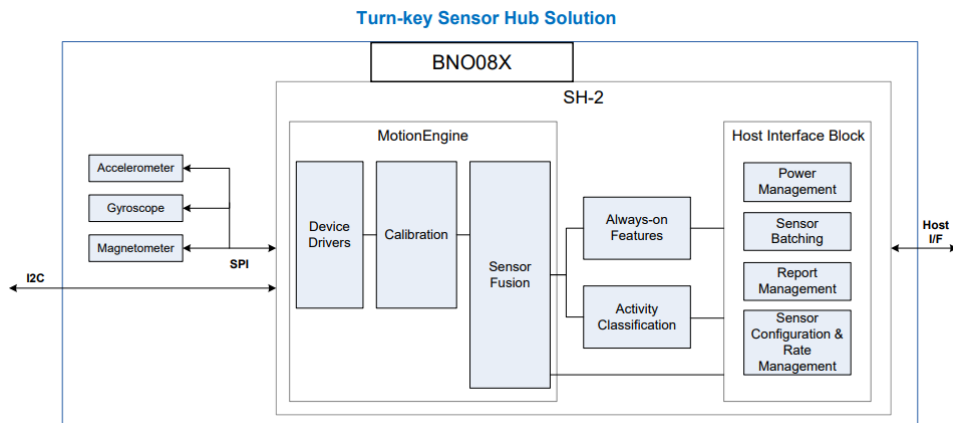 Turn-key Sensor Hub Solution
BNO08X
SH-2
MotionEngine
Host Interface Block
Accelerometer
Gyroscope
Magnetometer
SPI
I2C
Device
Drivers
Calibration
Sensor
Fusion
Always-on
Features
Activity
Classification
Power
Management
Sensor
Batching
Report
Management
Sensor
Configuration &
Rate
Management
Host
I/F